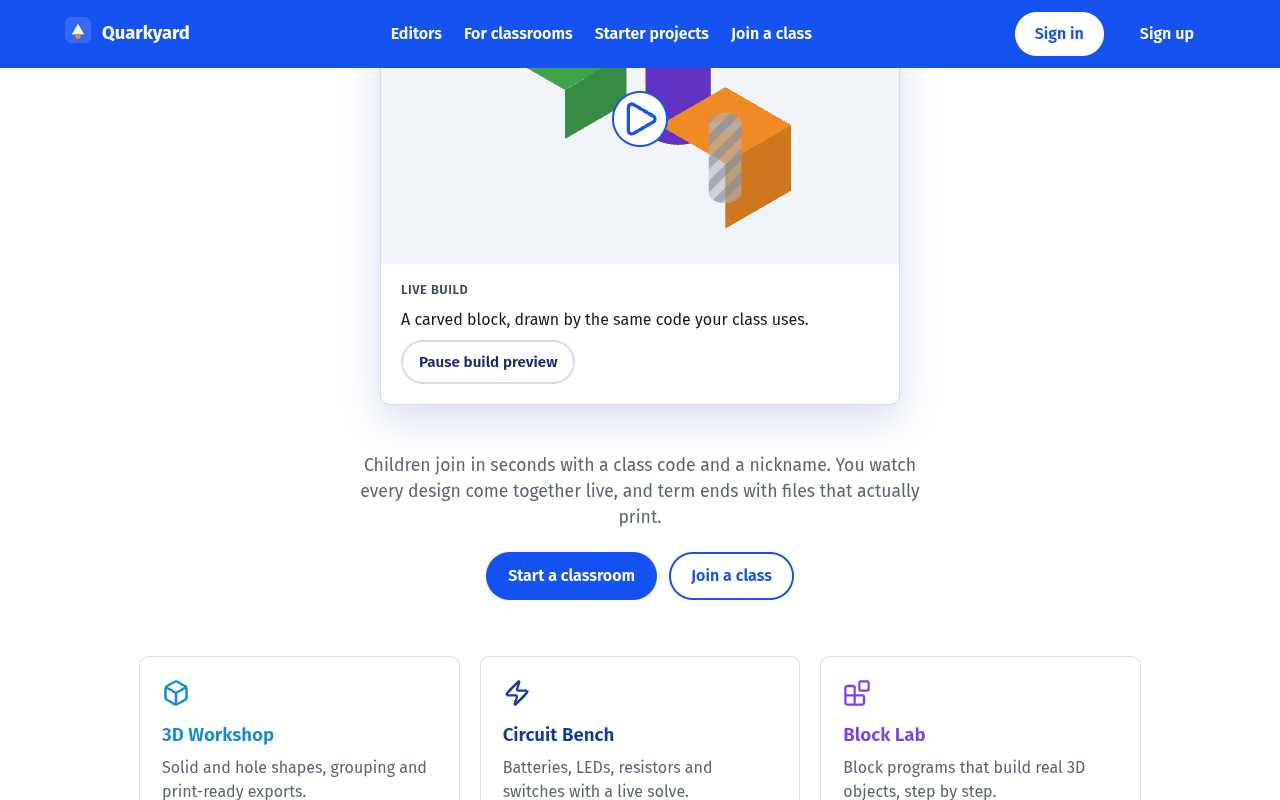 Quarkyard
Editors
For classrooms
Starter projects
Join a class
Sign in
Sign up
LIVE BUILD
A carved block, drawn by the same code your class uses.
Pause build preview
Children join in seconds with a class code and a nickname. You watch
every design come together live, and term ends with files that actually
print.
Start a classroom
Join a class
3D Workshop
Solid and hole shapes, grouping and
print-ready exports.
Circuit Bench
Batteries, LEDs, resistors and
switches with a live solve.
Block Lab
Block programs that build real 3D
objects, step by step.